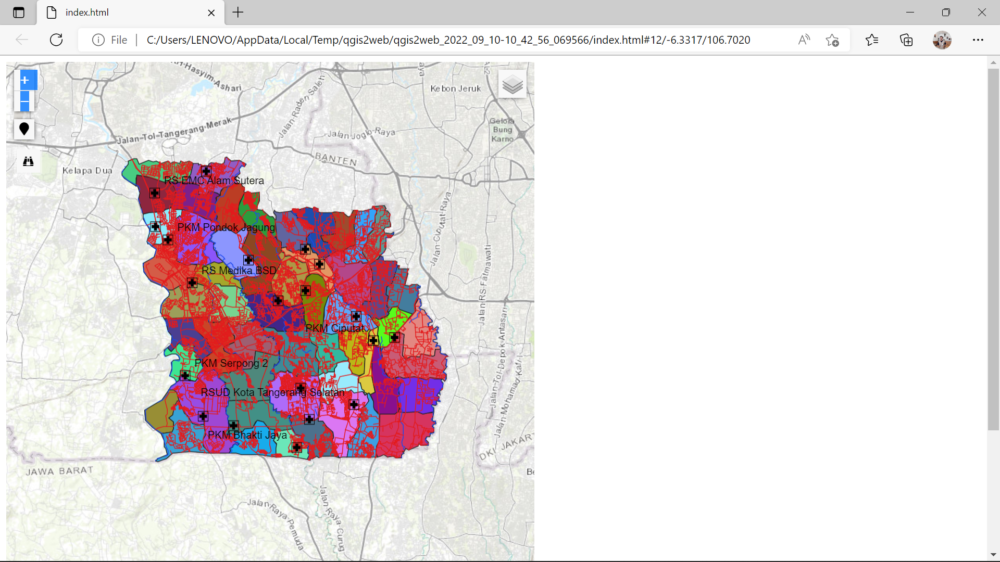 index.html
File
C:/Users/LENOVO/AppData/Local/Temp/qgis2web/qgis2web_2022_09_10-10_42_56_069566/index.html#12/-6.3317/106.7020
+
−
KH-Hasyim-Ashari
Jalan-Raden-Saleh
aya
Kebon Jeruk
Gelora
Bung
Karno
Jalan-Tol-Tangerang-Merak
Jalan-Joglo-Raya
BANTEN
Kelapa Dua
RS EMC Alam Sutera
PKM Pondok Jagung
Jalan-Ciputat-Raya
Jalan-RS-Fatmawati
RS Medika BSD
PKM Ciputat
Jalan-Tol-Depok-Antasari
PKM Serpong 2
RSUD Kota Tangerang Selatan
Jalan-Mohamad-Kafi-I
PKM Bhakti Jaya
DKI JAKART
JAWA BARAT
Be
Jalan-Raya-Pemuda
Jalan-Raya-Curug